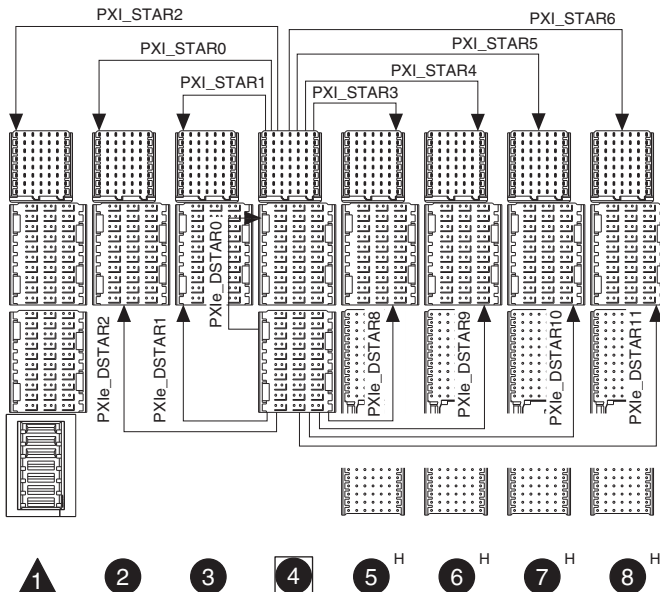 PXI_STAR2
PXI_STAR6
PXI_STAR0
PXI_STAR5
PXI_STAR1
PXI_STAR4
PXI_STAR3
PXIe_DSTAR2
PXIe_DSTAR1
PXIe_DSTAR0
PXIe_DSTAR8
PXIe_DSTAR9
PXIe_DSTAR10
PXIe_DSTAR11
1
2
3
4
5 H
6 H
7 H
8 H